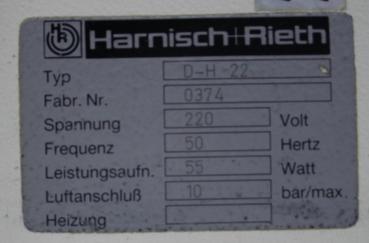 Harnisch+Rieth
Typ D-H-22
Fabr. Nr. 0374
Spannung 220 Volt
Frequenz 50 Hertz
Leistungsaufn. 55 Watt
Luftanschluß 10 bar/max.
Heizung